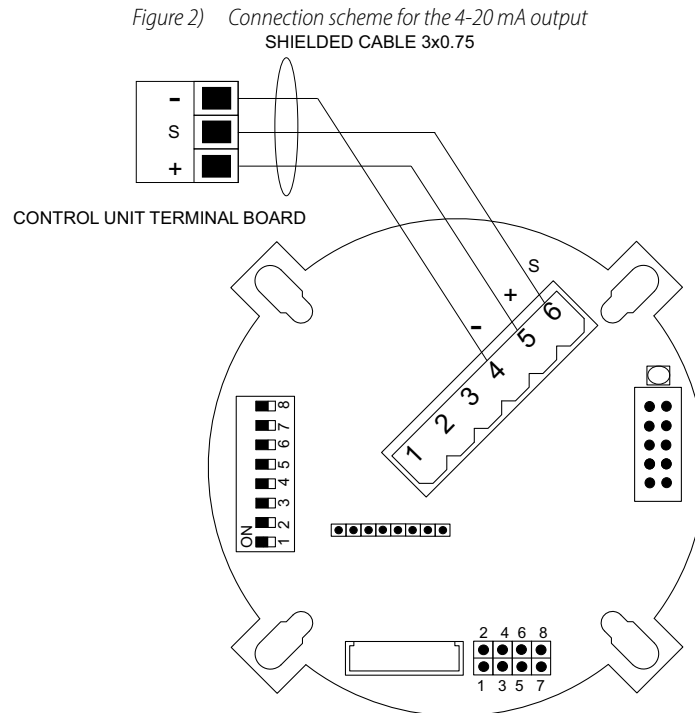 Figure 2) Connection scheme for the 4-20 mA output
SHIELDED CABLE 3x0.75
-
S
+
CONTROL UNIT TERMINAL BOARD
- + S
1 2 3 4 5 6
8
7
6
5
4
3
2
1
ON
2 4 6 8
1 3 5 7